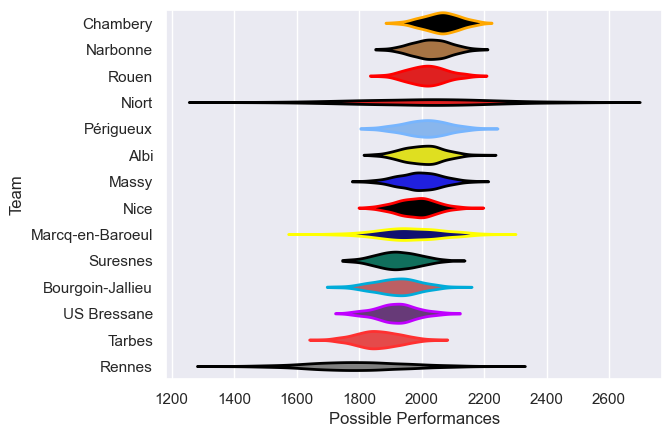 Chambery
Narbonne
Rouen
Niort
Périgueux
Albi
Massy
Nice
Marcq-en-Baroeul
Suresnes
Bourgoin-Jallieu
US Bressane
Tarbes
Rennes
Team
1200 1400 1600 1800 2000 2200 2400 2600
Possible Performances